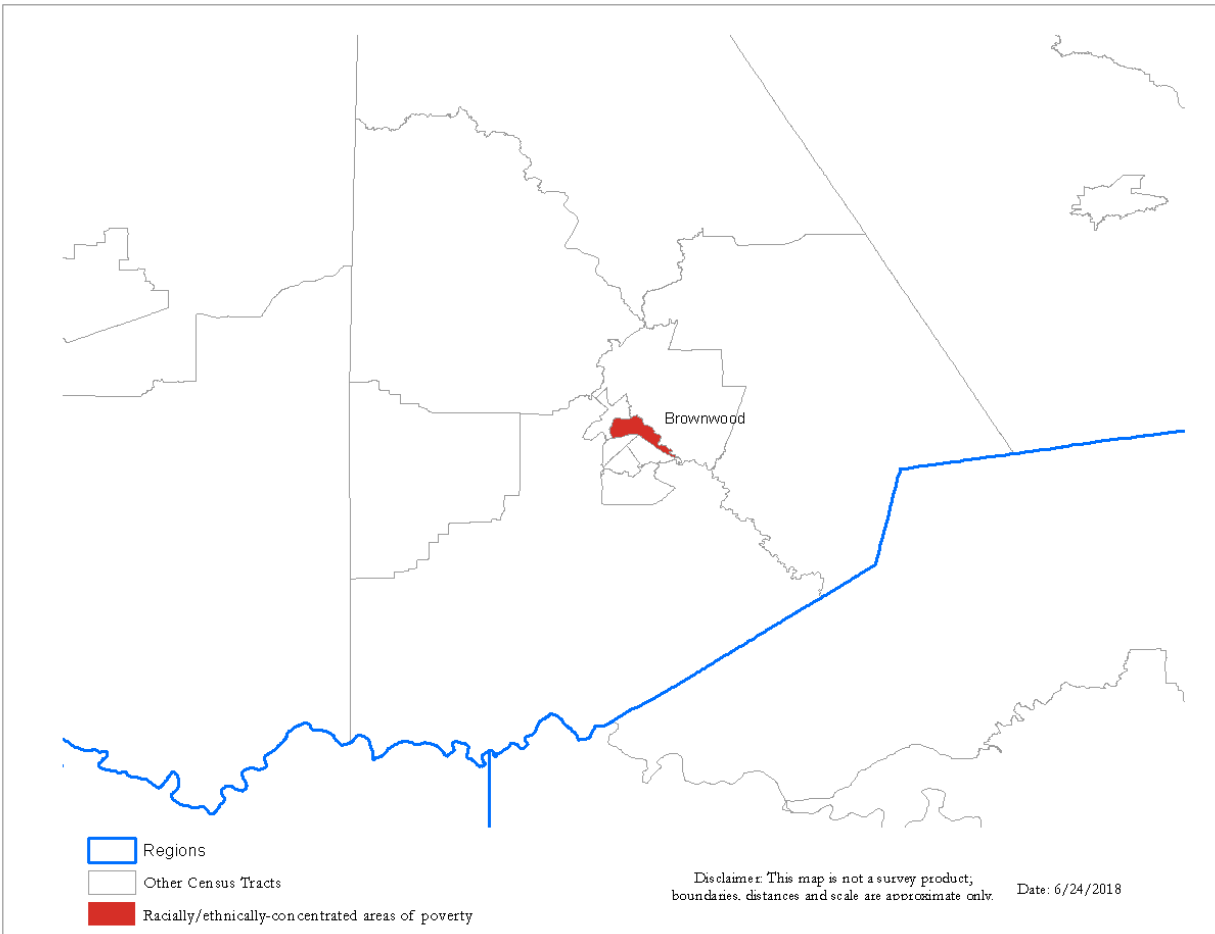 Brownwood
Regions
Other Census Tracts
Racially/ethnically-concentrated areas of poverty
Disclaimer: This map is not a survey product;
boundaries, distances and scale are approximate only.
Date: 6/24/2018